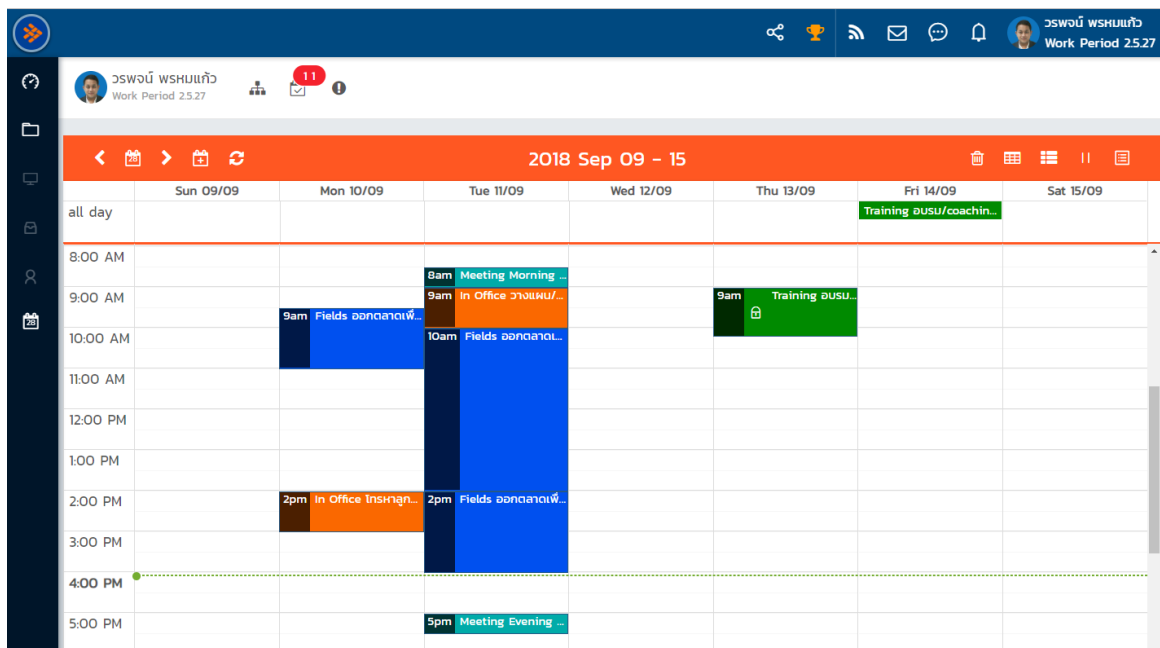 วรพจน์ พรหมแก้ว
Work Period 2.5.27
วรพจน์ พรหมแก้ว
Work Period 2.5.27
11
28
2018 Sep 09 - 15
Sun 09/09 Mon 10/09 Tue 11/09 Wed 12/09 Thu 13/09 Fri 14/09 Sat 15/09
all day Training อบรม/coachin...
8:00 AM
8am Meeting Morning ...
9:00 AM 9am In Office วางแผน/... 9am Training อบรม...
9am Fields ออกตลาดเพื่...
28
10:00 AM 10am Fields ออกตลาดเ...
11:00 AM
12:00 PM
1:00 PM
2:00 PM 2pm In Office โทรหาลูก... 2pm Fields ออกตลาดเพื่...
3:00 PM
4:00 PM
5:00 PM 5pm Meeting Evening ...